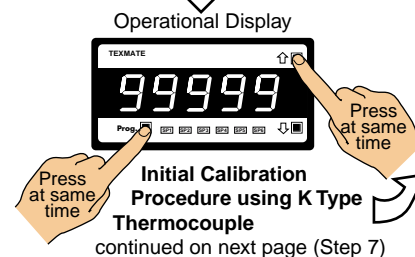 Operational Display
TEXMATE
99999
Prog.
SP1 SP2 SP3 SP4 SP5 SP6
Press
at same
time
Press
at same
time
Initial Calibration
Procedure using K Type
Thermocouple
continued on next page (Step 7)